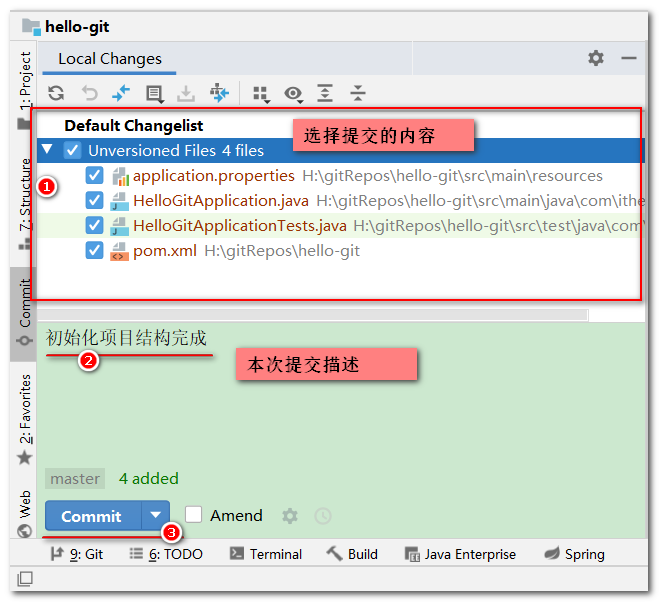 hello-git
Local Changes
1: Project
Default Changelist
选择提交的内容
Unversioned Files 4 files
1
application.properties H:\gitRepos\hello-git\src\main\resources
HelloGitApplication.java H:\gitRepos\hello-git\src\main\java\com\ithe
HelloGitApplicationTests.java H:\gitRepos\hello-git\src\test\java\com
pom.xml H:\gitRepos\hello-git
7: Structure
Commit
初始化项目结构完成
2
本次提交描述
2: Favorites
master 4 added
Web
Commit Amend
3
9: Git 6: TODO Terminal Build Java Enterprise Spring